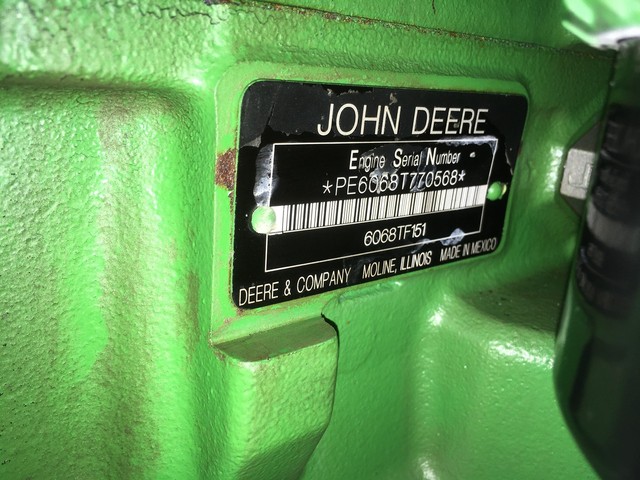 JOHN DEERE
Engine Serial Number
*PE6068T770568*
6068TF151
DEERE & COMPANY MOLINE, ILLINOIS MADE IN MEXICO